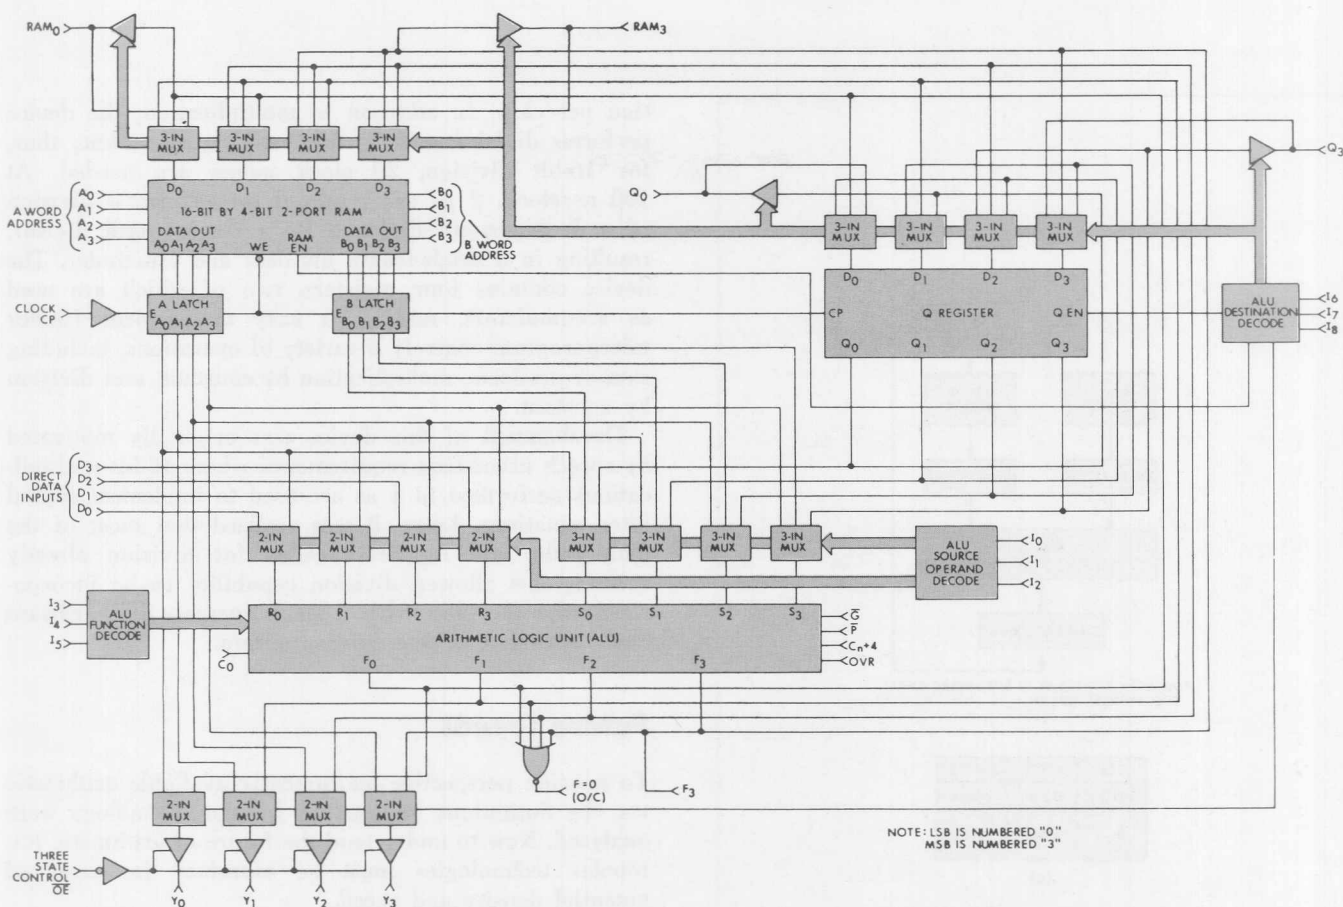 RAM0
RAM3
3-IN MUX
3-IN MUX
3-IN MUX
3-IN MUX
Q3
Q0
D0 D1 D2 D3
16-BIT BY 4-BIT 2-PORT RAM
A WORD ADDRESS
A0
A1
A2
A3
B0
B1
B2
B3
B WORD ADDRESS
DATA OUT
A0 A1 A2 A3
WE
RAM EN
DATA OUT
B0 B1 B2 B3
3-IN MUX
3-IN MUX
3-IN MUX
3-IN MUX
D0 D1 D2 D3
CP
Q REGISTER
Q EN
Q0 Q1 Q2 Q3
ALU DESTINATION DECODE
I6
I7
I8
CLOCK CP
A LATCH
E
A0 A1 A2 A3
B LATCH
E
B0 B1 B2 B3
DIRECT DATA INPUTS
D3
D2
D1
D0
2-IN MUX
2-IN MUX
2-IN MUX
2-IN MUX
3-IN MUX
3-IN MUX
3-IN MUX
3-IN MUX
ALU SOURCE OPERAND DECODE
I0
I1
I2
I3
I4
I5
ALU FUNCTION DECODE
R0 R1 R2 R3 S0 S1 S2 S3
ARITHMETIC LOGIC UNIT (ALU)
C0
G̅
P̅
Cn+4
OVR
F0 F1 F2 F3
F=0
(O/C)
F3
2-IN MUX
2-IN MUX
2-IN MUX
2-IN MUX
NOTE: LSB IS NUMBERED "0"
MSB IS NUMBERED "3"
THREE
STATE
CONTROL
O̅E̅
Y0 Y1 Y2 Y3